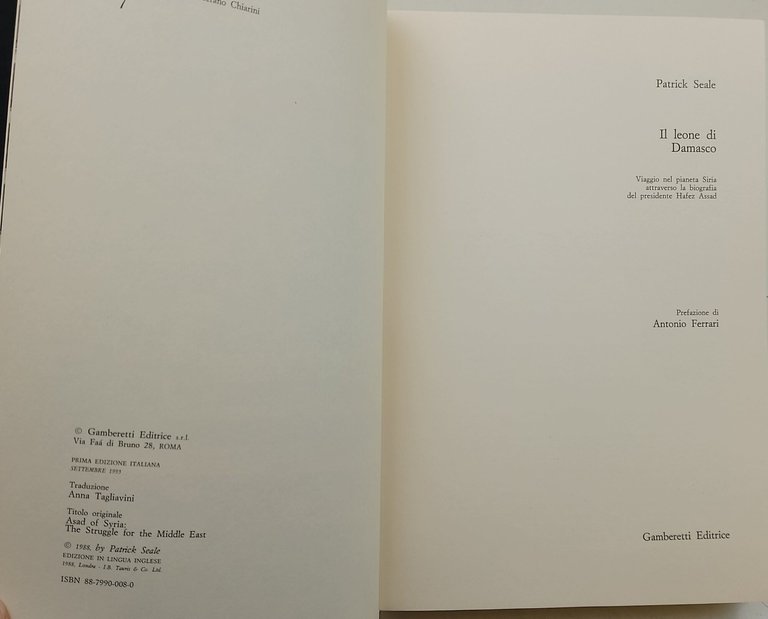 Chiarini
© Gamberetti Editrice s.r.l.
Via Faá di Bruno 28, ROMA
PRIMA EDIZIONE ITALIANA
SETTEMBRE 1995
Traduzione
Anna Tagliavini
Titolo originale
Asad of Syria:
The Struggle for the Middle East
© 1988, by Patrick Seale
EDIZIONE IN LINGUA INGLESE
1988, Londra - I.B. Tauris & Co. Ltd.
ISBN 88-7990-008-0
Patrick Seale
Il leone di
Damasco
Viaggio nel pianeta Siria
attraverso la biografia
del presidente Hafez Assad
Prefazione di
Antonio Ferrari
Gamberetti Editrice